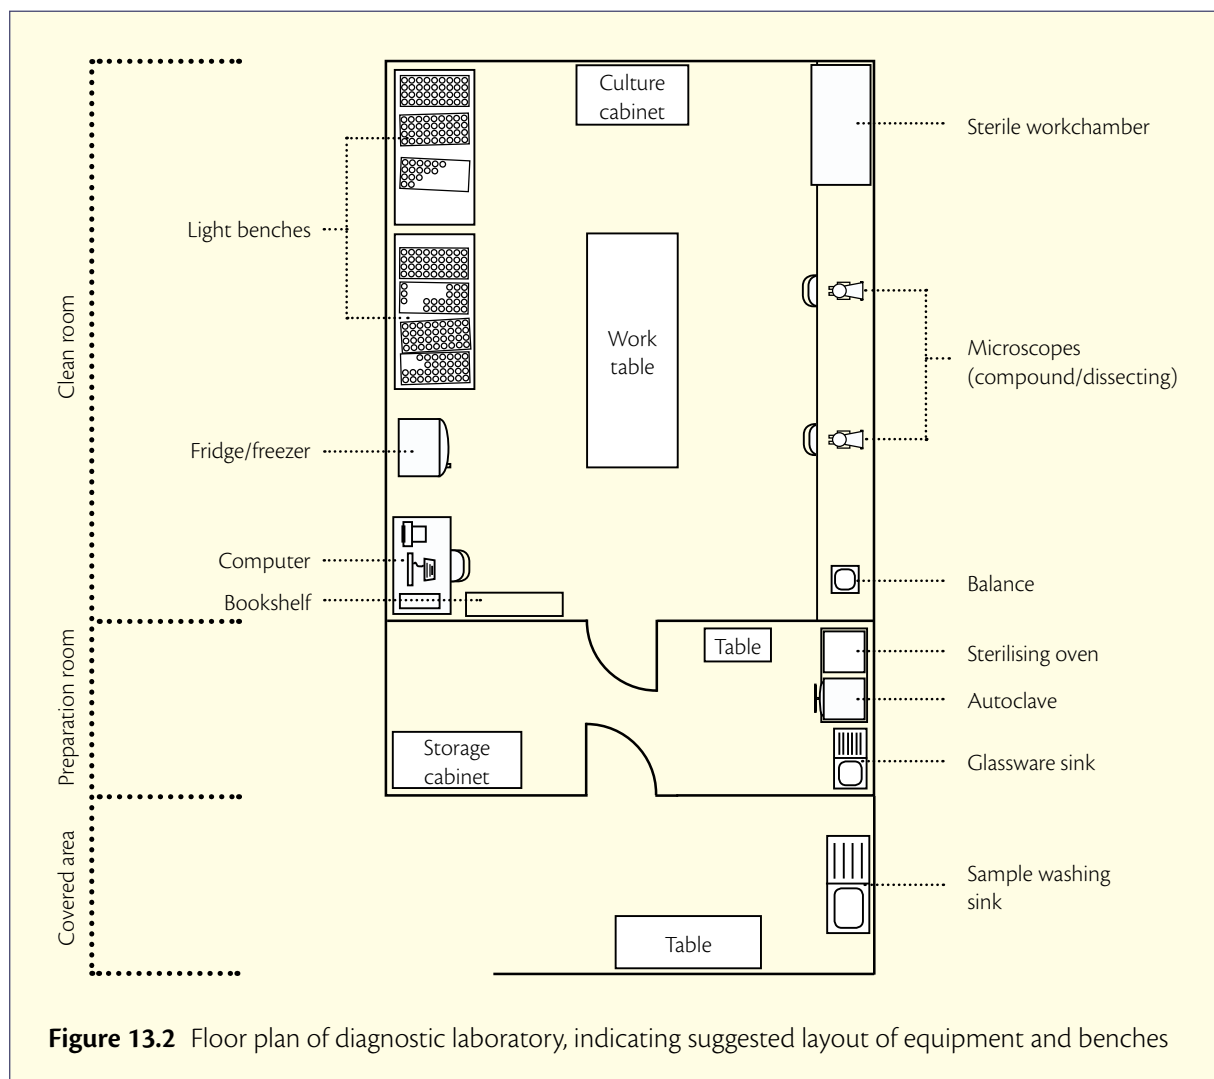 Culture
cabinet
Sterile workchamber
Light benches
Clean room
Work
table
Microscopes
(compound/dissecting)
Fridge/freezer
Computer
Balance
Bookshelf
Preparation room
Table
Sterilising oven
Autoclave
Storage
cabinet
Glassware sink
Covered area
Sample washing
sink
Table
Figure 13.2 Floor plan of diagnostic laboratory, indicating suggested layout of equipment and benches